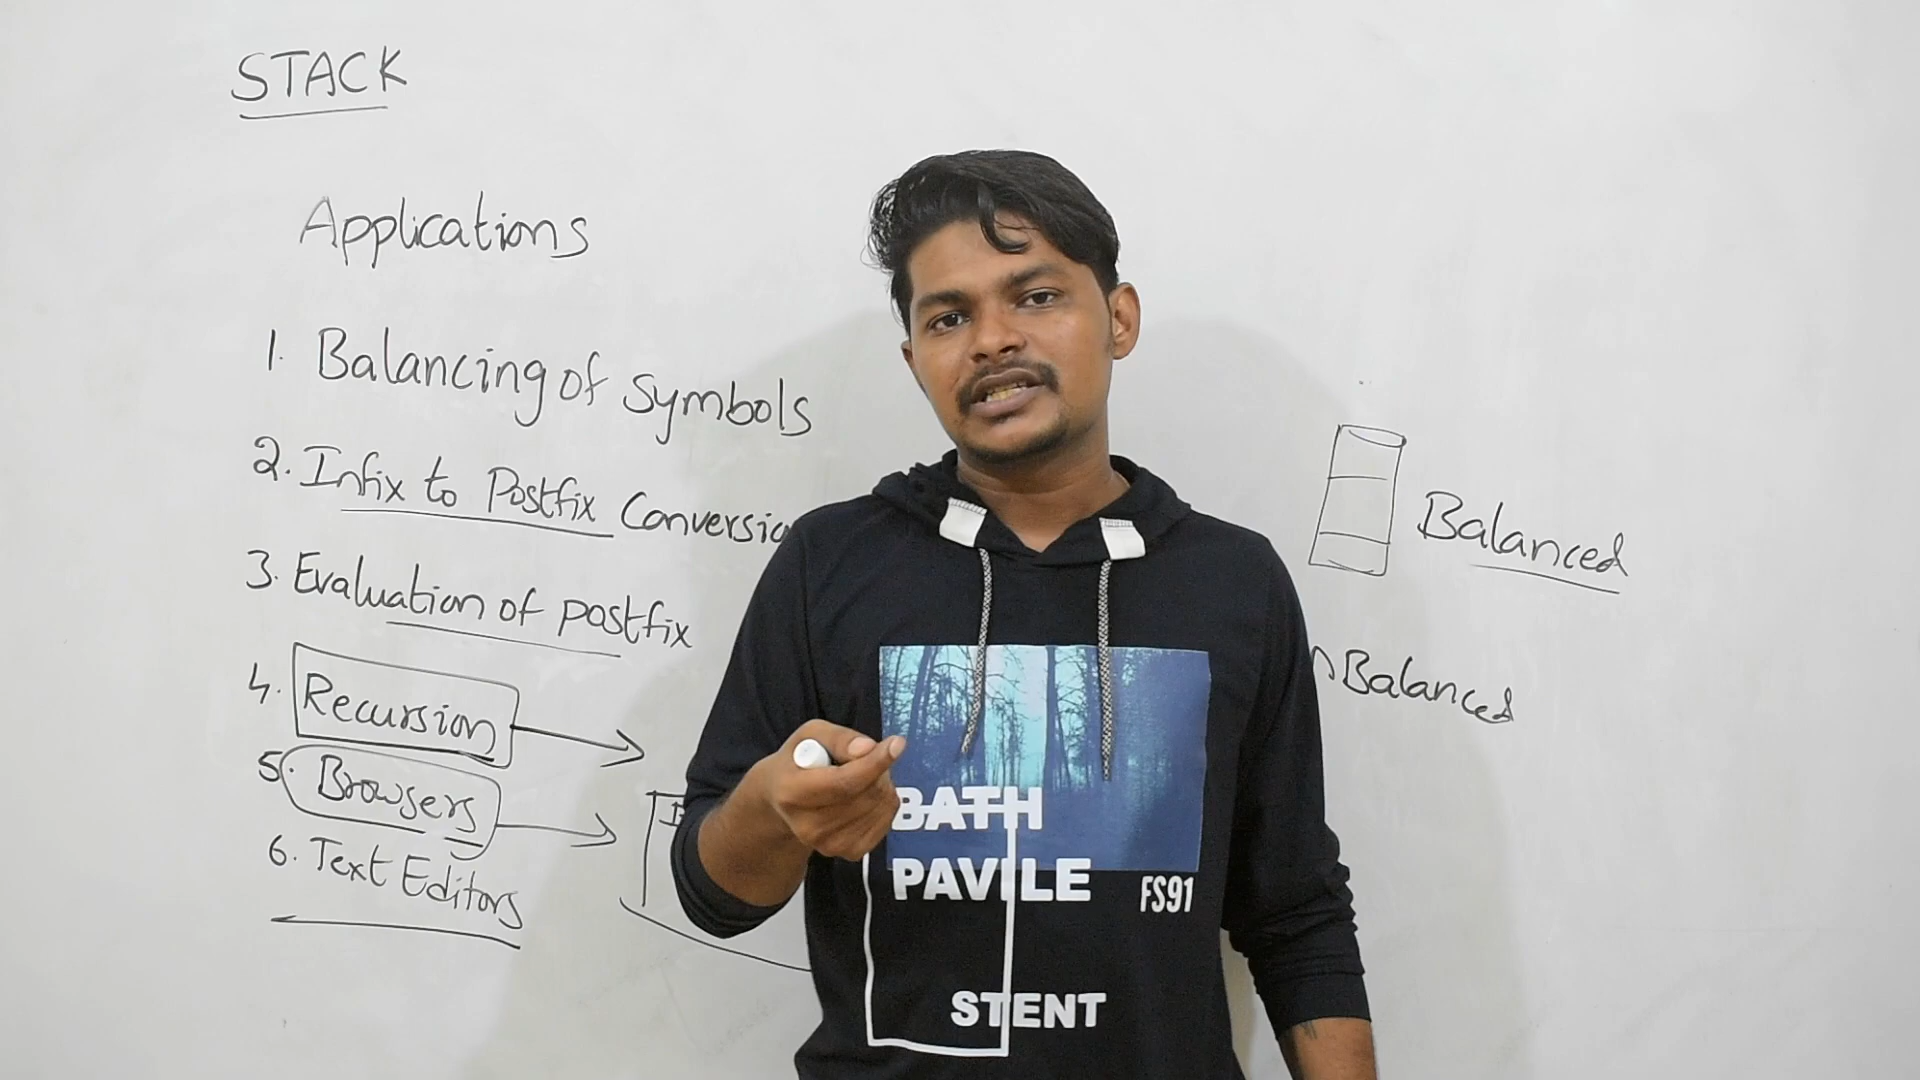 STACK
Applications
1. Balancing of Symbols
2. Infix to Postfix Conversio
3. Evaluation of postfix
4. Recursion
5. Browsers
6. Text Editors
Balanced
Balanced
BATH
PAVILE
FS91
STENT